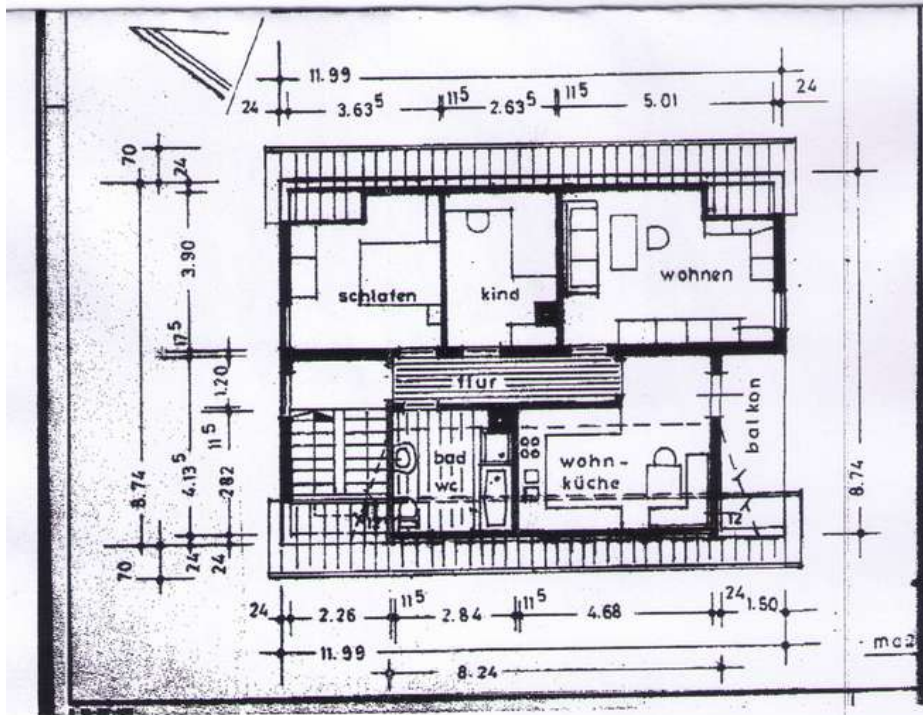 11.99
24 3.63⁵ 11⁵ 2.63⁵ 11⁵ 5.01 24
70 24
3.90
17⁵
1.20
11⁵
8.74 4.13⁵ 282
24 24
70
8.74
schlafen kind wohnen
flur
balkon
bad wc
wohn-
küche
12
24 2.26 11⁵ 2.84 11⁵ 4.68 24 1.50
11.99
8.24